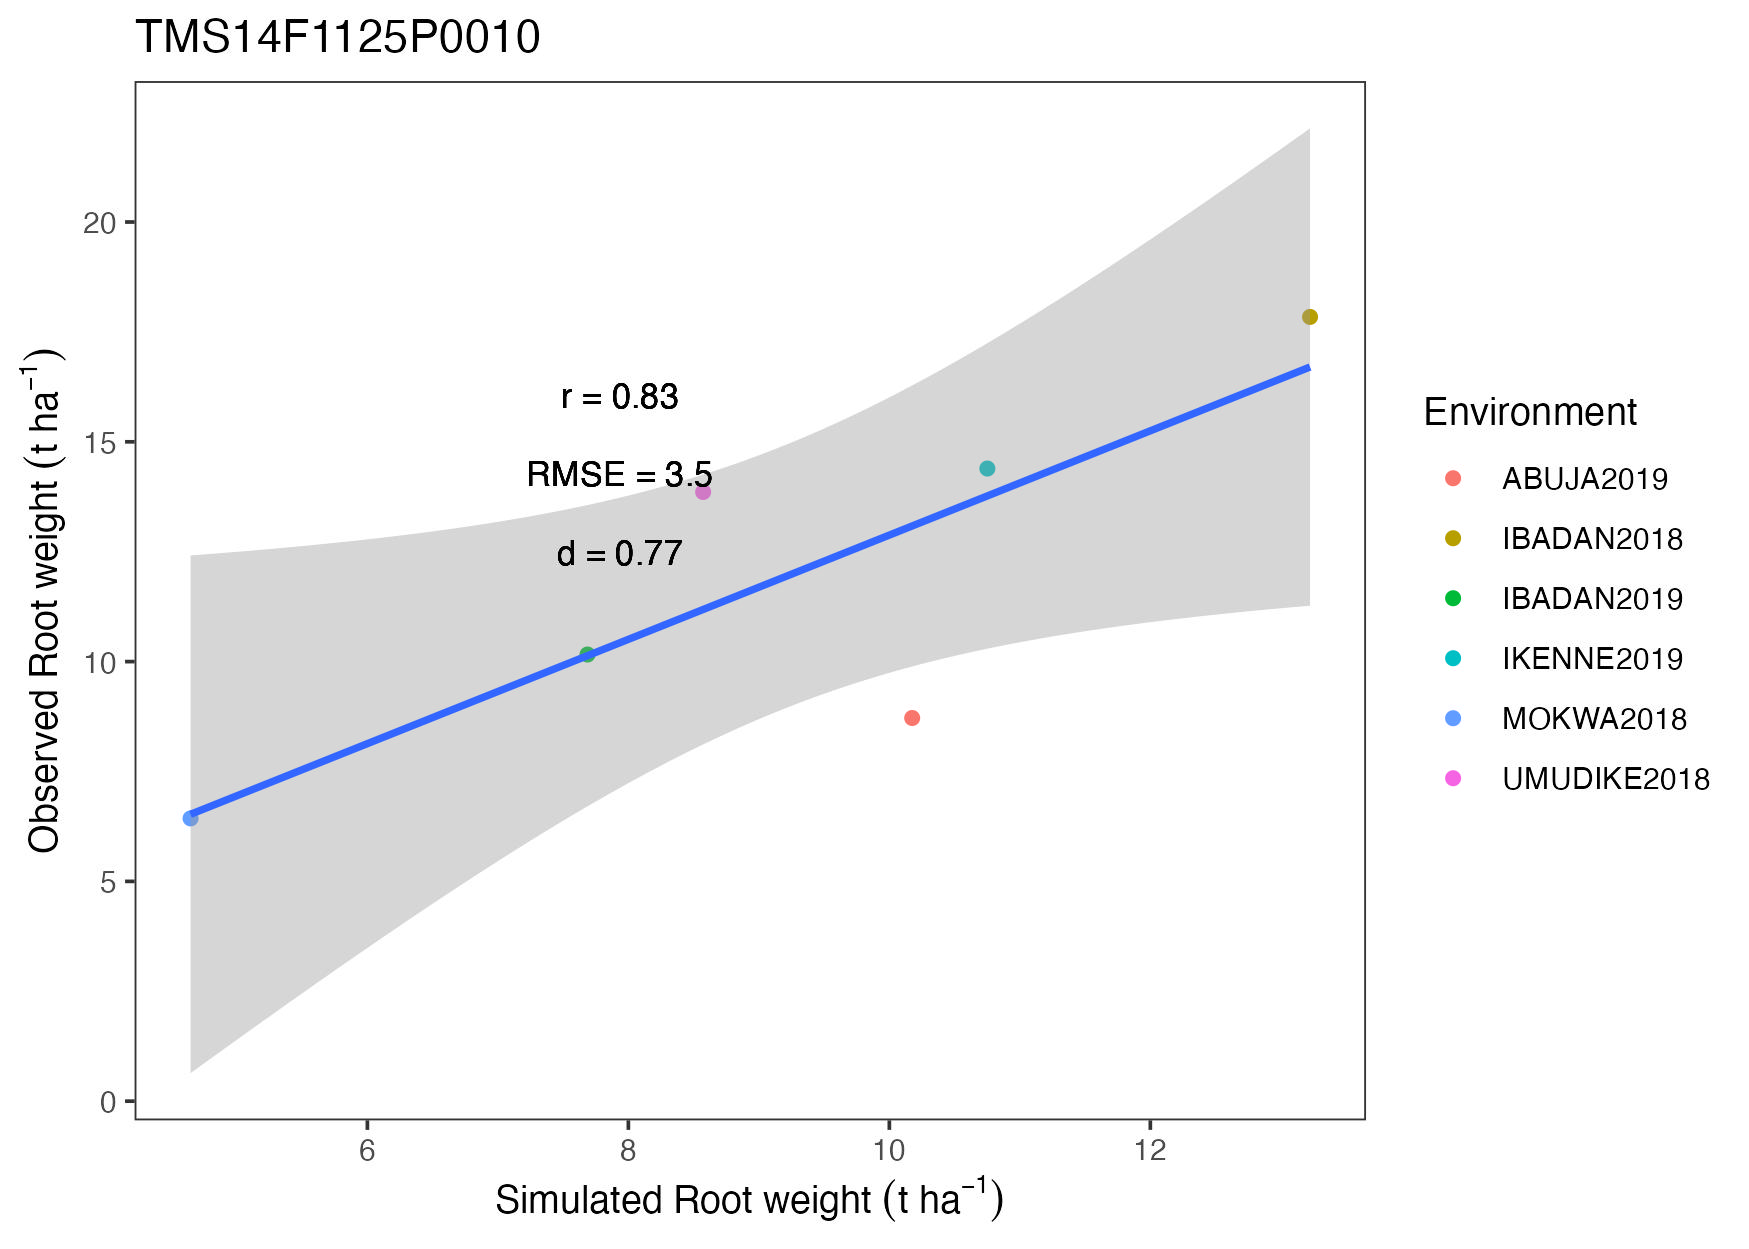 TMS14F1125P0010
Observed Root weight (t ha⁻¹)
20
15
10
5
0
r = 0.83
RMSE = 3.5
d = 0.77
6
8
10
12
Simulated Root weight (t ha⁻¹)
Environment
ABUJA2019
IBADAN2018
IBADAN2019
IKENNE2019
MOKWA2018
UMUDIKE2018